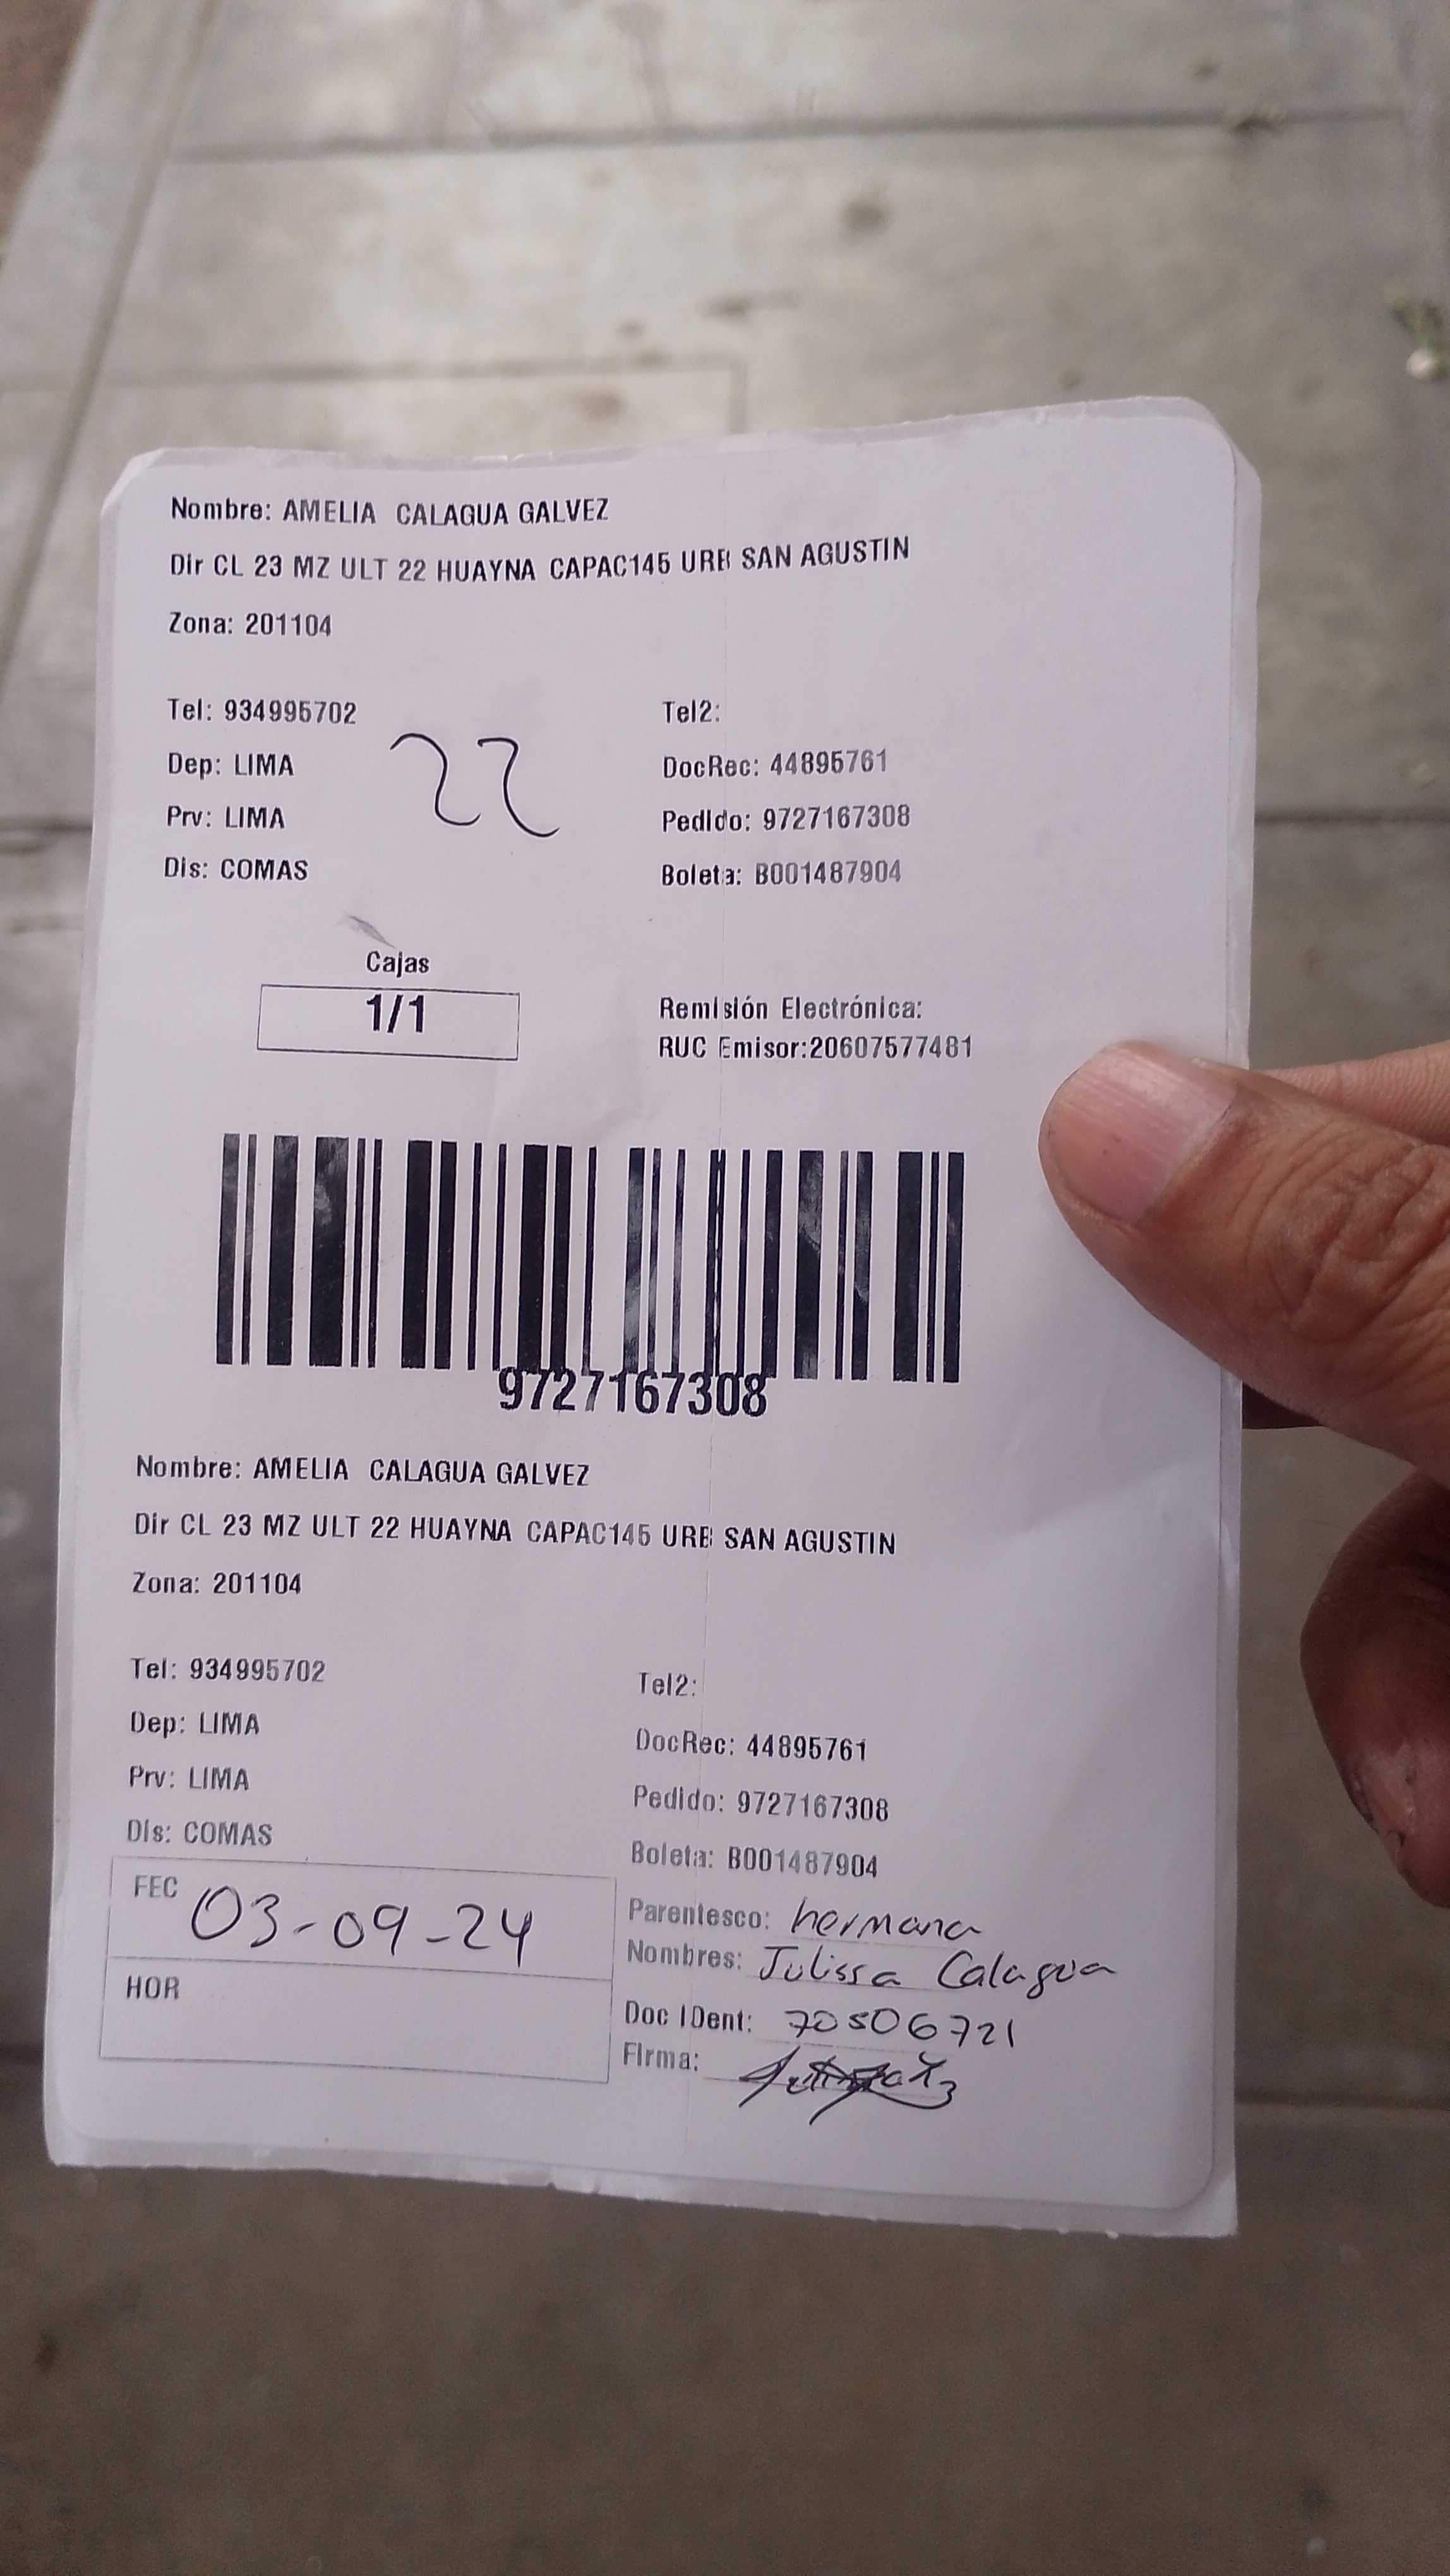 Nombre: AMELIA CALAGUA GALVEZ
Dir CL 23 MZ ULT 22 HUAYNA CAPAC145 URB SAN AGUSTIN
Zona: 201104
Tel: 934995702 Tel2:
22
Dep: LIMA DocRec: 44895761
Prv: LIMA Pedido: 9727167308
Dis: COMAS Boleta: B001487904
Cajas
1/1
Remisión Electrónica:
RUC Emisor:20607577481
9727167308
Nombre: AMELIA CALAGUA GALVEZ
Dir CL 23 MZ ULT 22 HUAYNA CAPAC145 URB SAN AGUSTIN
Zona: 201104
Tel: 934995702 Tel2:
Dep: LIMA DocRec: 44895761
Prv: LIMA Pedido: 9727167308
Dis: COMAS Boleta: B001487904
FEC 03-09-24 Parentesco: hermana
Nombres: Julissa Calagua
HOR Doc IDent: 70506721
Firma: